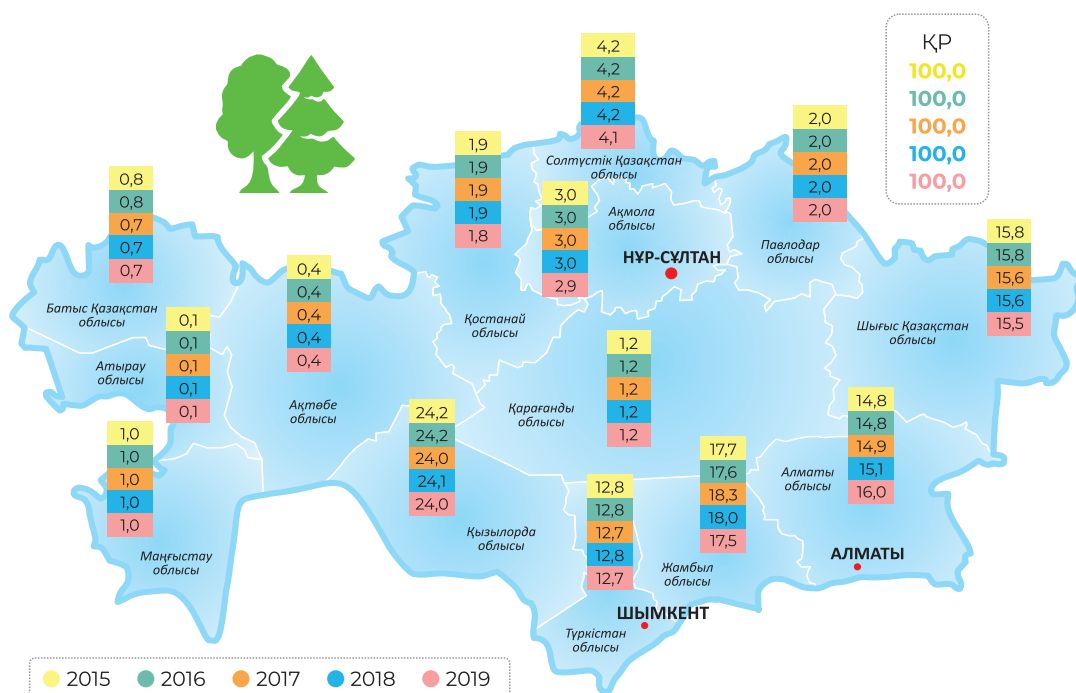 ҚР
100,0
100,0
100,0
100,0
100,0
4,2
4,2
4,2
4,2
4,1
Солтүстік Қазақстан
облысы
2,0
2,0
2,0
2,0
2,0
Павлодар
облысы
1,9
1,9
1,9
1,9
1,8
Қостанай
облысы
3,0
3,0
3,0
3,0
2,9
Ақмола
облысы
НҰР-СҰЛТАН
0,8
0,8
0,7
0,7
0,7
Батыс Қазақстан
облысы
15,8
15,8
15,6
15,6
15,5
Шығыс Қазақстан
облысы
0,4
0,4
0,4
0,4
0,4
Ақтөбе
облысы
0,1
0,1
0,1
0,1
0,1
Атырау
облысы
1,2
1,2
1,2
1,2
1,2
Қарағанды
облысы
1,0
1,0
1,0
1,0
1,0
Маңғыстау
облысы
24,2
24,2
24,0
24,1
24,0
Қызылорда
облысы
14,8
14,8
14,9
15,1
16,0
Алматы
облысы
АЛМАТЫ
17,7
17,6
18,3
18,0
17,5
Жамбыл
облысы
12,8
12,8
12,7
12,8
12,7
ШЫМКЕНТ
Түркістан
облысы
2015 2016 2017 2018 2019